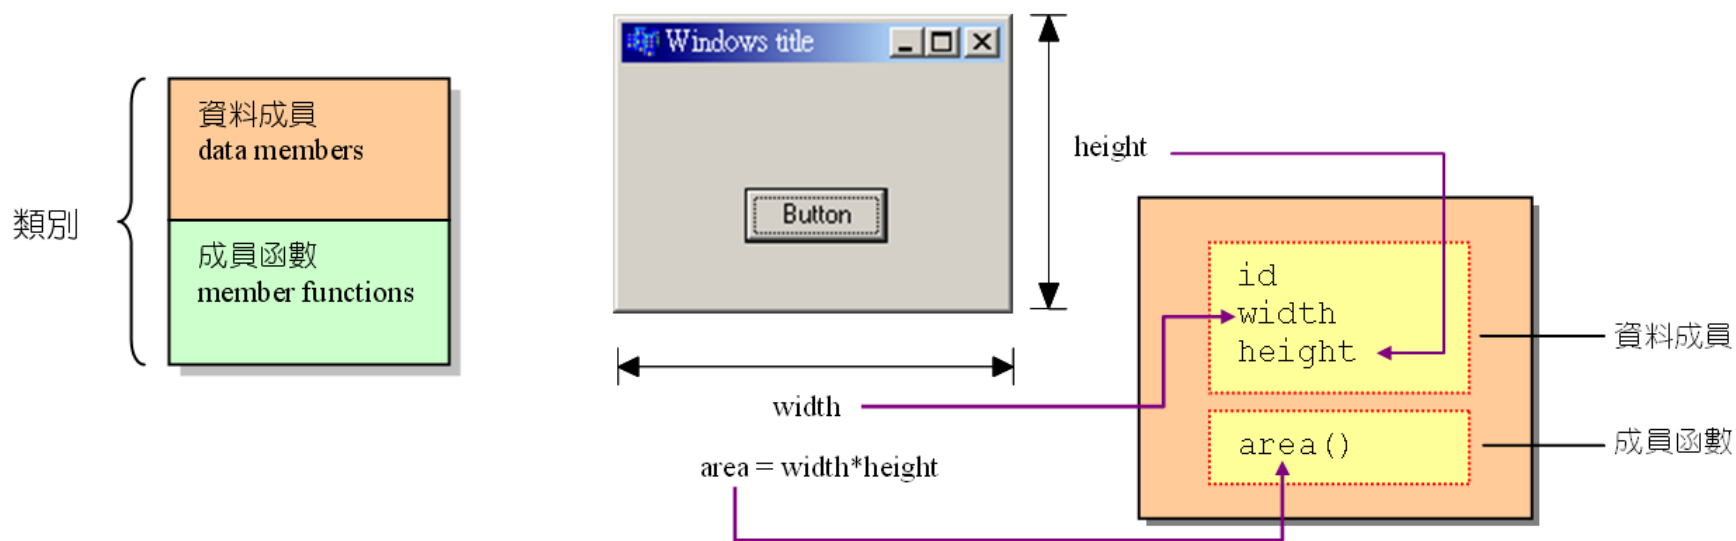 類別
資料成員
data members
成員函數
member functions
Windows title
Button
height
width
area = width*height
id
width
height
area()
資料成員
成員函數